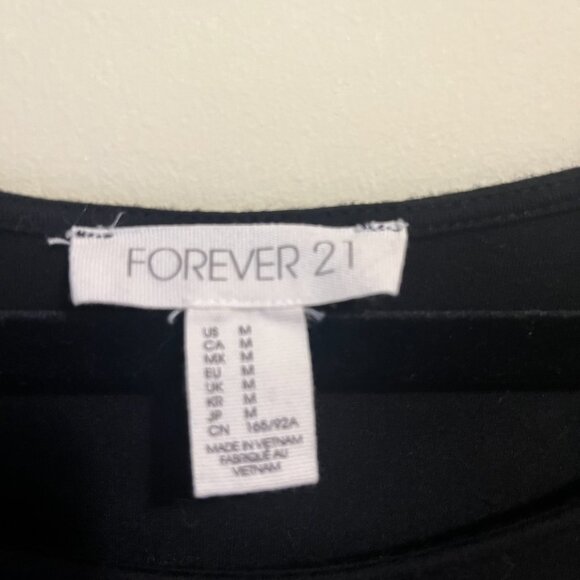 FOREVER 21
US M
CA M
MX M
EU M
UK M
KR M
JP M
CN 165/92A
MADE IN VIETNAM
FABRIQUÉ AU
VIETNAM